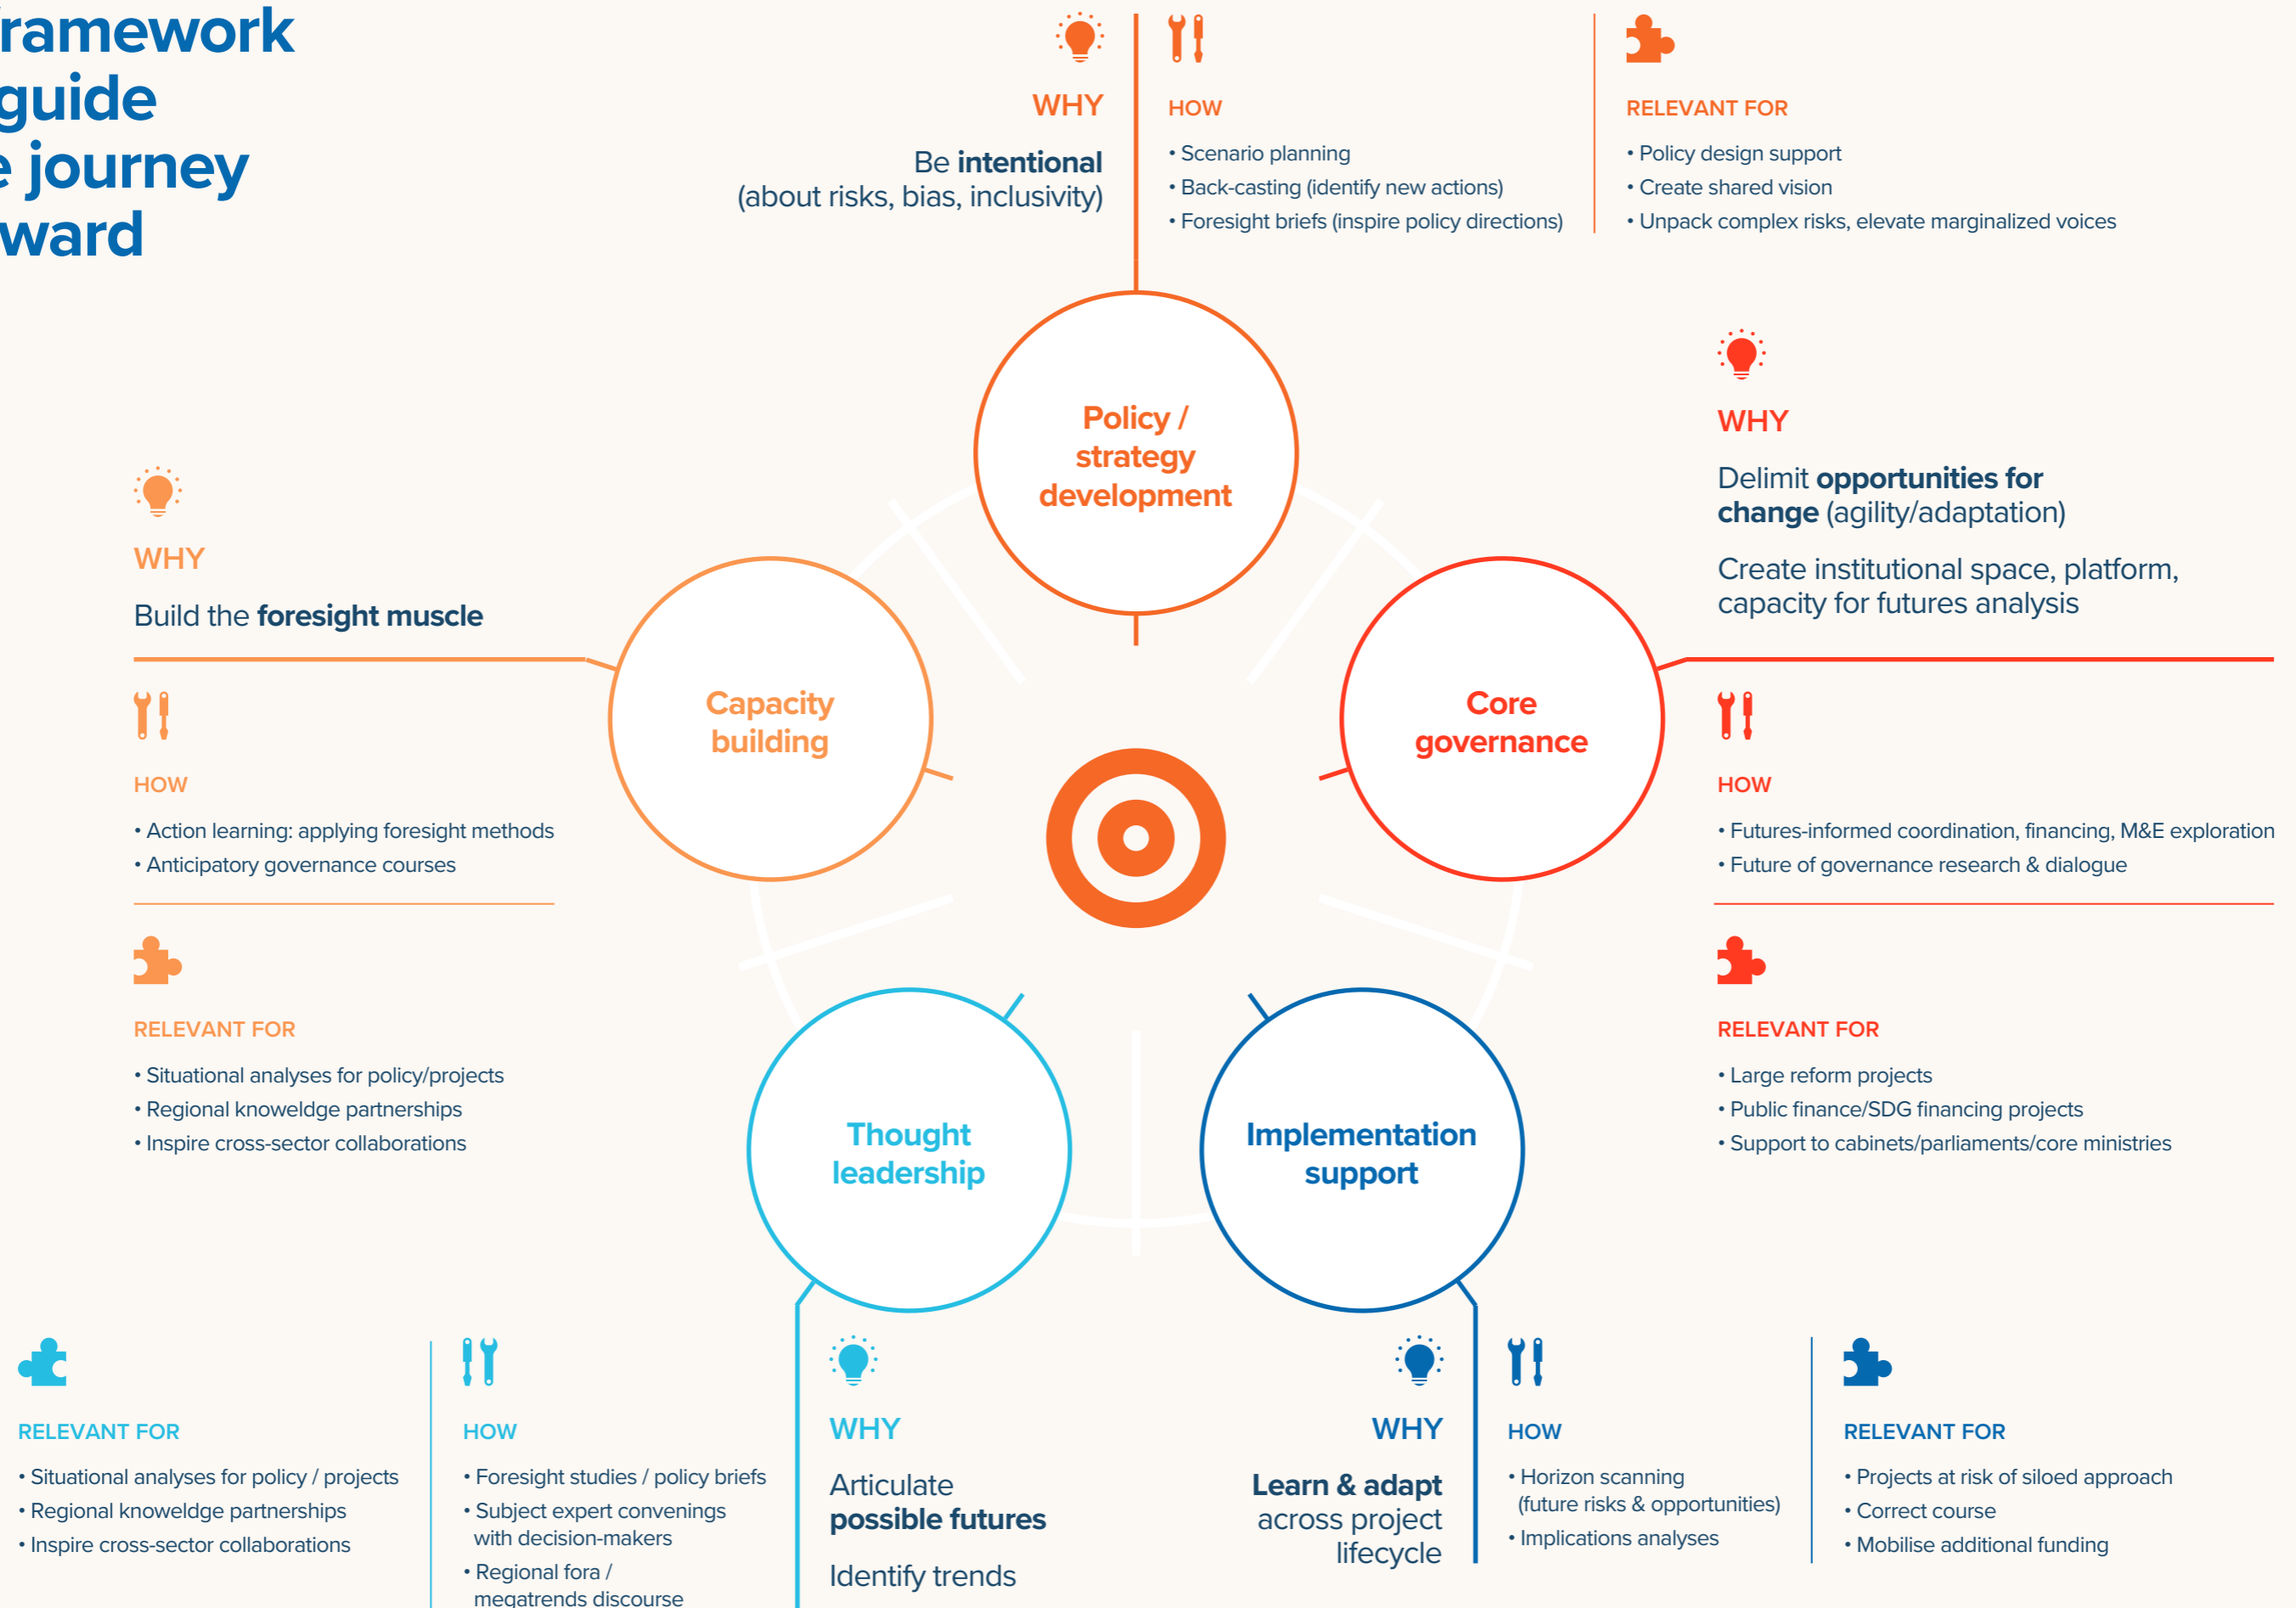 ramework
guide
e journey
ward
WHY
Be intentional
(about risks, bias, inclusivity)
HOW
• Scenario planning
• Back-casting (identify new actions)
• Foresight briefs (inspire policy directions)
RELEVANT FOR
• Policy design support
• Create shared vision
• Unpack complex risks, elevate marginalized voices
Policy /
strategy
development
WHY
Delimit opportunities for
change (agility/adaptation)
Create institutional space, platform,
capacity for futures analysis
Core
governance
HOW
• Futures-informed coordination, financing, M&E exploration
• Future of governance research & dialogue
RELEVANT FOR
• Large reform projects
• Public finance/SDG financing projects
• Support to cabinets/parliaments/core ministries
WHY
Build the foresight muscle
Capacity
building
HOW
• Action learning: applying foresight methods
• Anticipatory governance courses
RELEVANT FOR
• Situational analyses for policy/projects
• Regional knoweldge partnerships
• Inspire cross-sector collaborations
Thought
leadership
Implementation
support
RELEVANT FOR
• Situational analyses for policy / projects
• Regional knoweldge partnerships
• Inspire cross-sector collaborations
HOW
• Foresight studies / policy briefs
• Subject expert convenings
with decision-makers
• Regional fora /
megatrends discourse
WHY
Articulate
possible futures
Identify trends
WHY
Learn & adapt
across project
lifecycle
HOW
• Horizon scanning
(future risks & opportunities)
• Implications analyses
RELEVANT FOR
• Projects at risk of siloed approach
• Correct course
• Mobilise additional funding